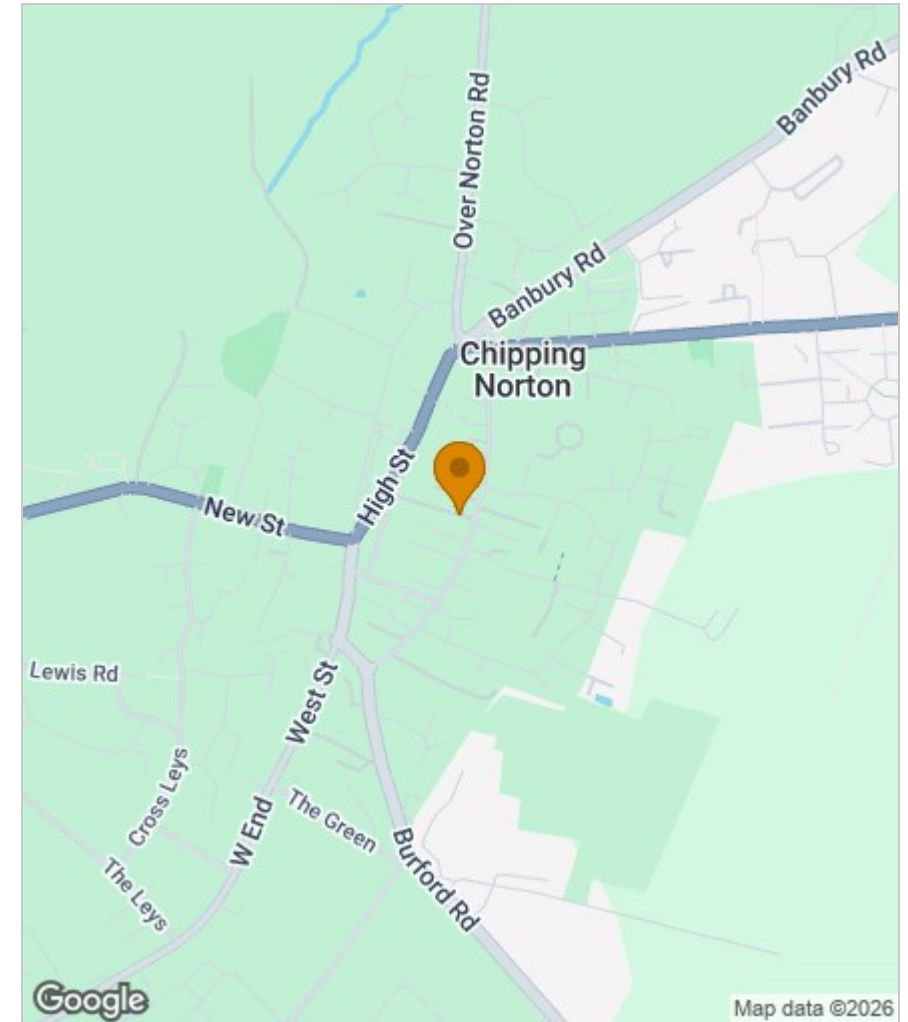 Banbury Rd
Over Norton Rd
Banbury Rd
Chipping
Norton
High St
New St
Lewis Rd
West St
Cross Leys
The Green
W End
Burford Rd
The Leys
Google
Map data ©2026